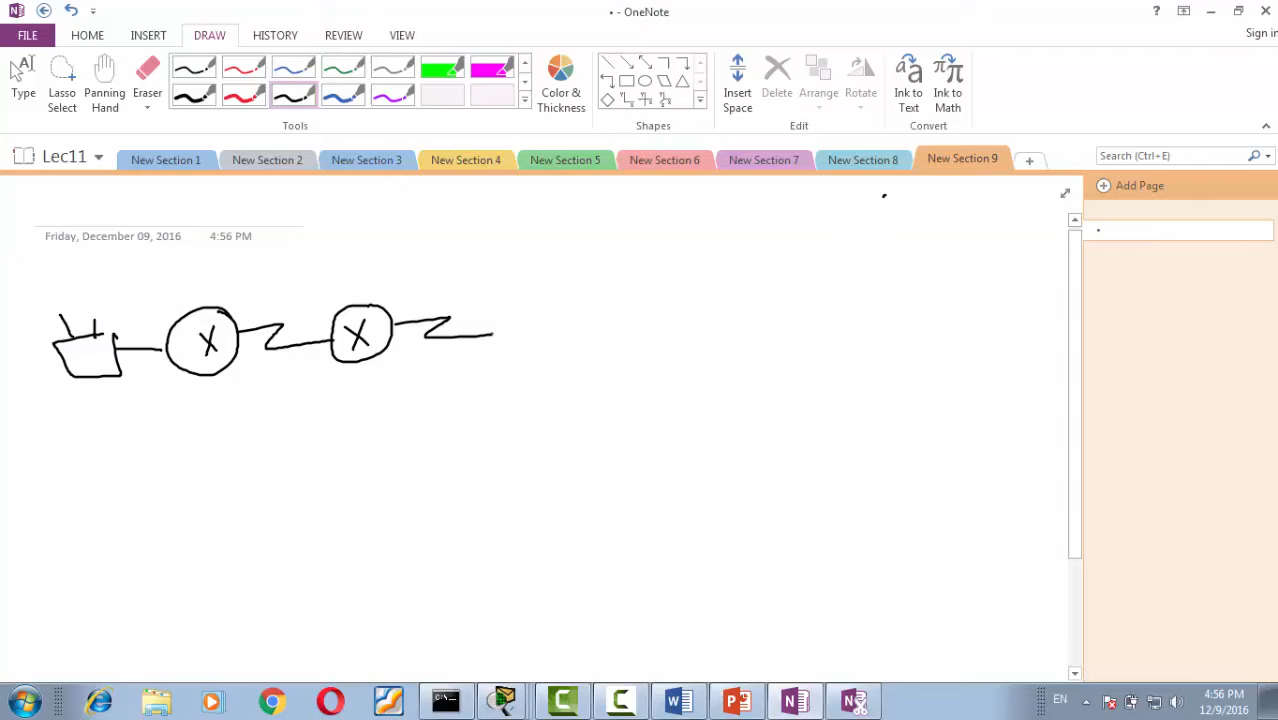 • - OneNote
?
Sign in
FILE HOME INSERT DRAW HISTORY REVIEW VIEW
Type
Lasso Select
Panning Hand
Eraser
Color & Thickness
Insert Space
Delete
Arrange
Rotate
Ink to Text
Ink to Math
Tools
Shapes
Edit
Convert
Lec11
New Section 1
New Section 2
New Section 3
New Section 4
New Section 5
New Section 6
New Section 7
New Section 8
New Section 9
Search (Ctrl+E)
Add Page
Friday, December 09, 2016 4:56 PM
X X
EN
4:56 PM
12/9/2016